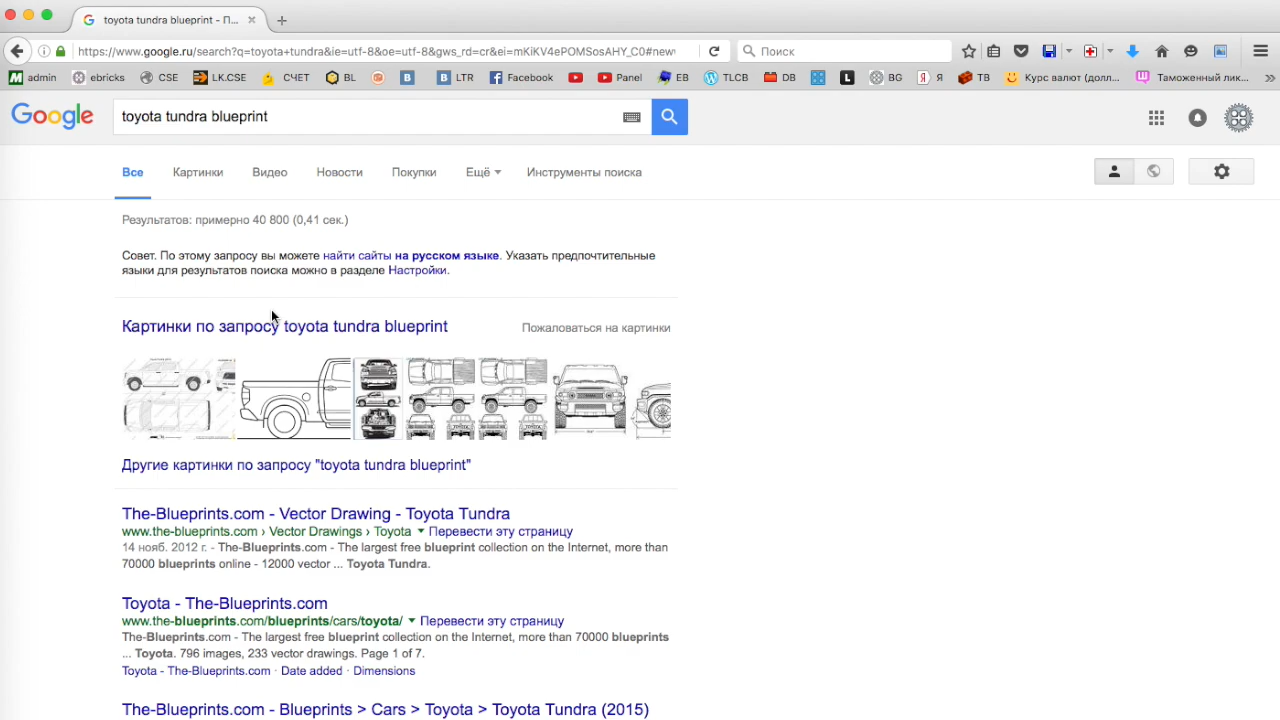 toyota tundra blueprint - П...
https://www.google.ru/search?q=toyota+tundra&ie=utf-8&oe=utf-8&gws_rd=cr&ei=mKiKV4ePOMSosAHY_C0#newv
Поиск
admin ebricks CSE LK.CSE СЧЕТ BL B B LTR Facebook Panel EB TLCB DB L BG Я Я ТВ Курс валют (долл... Таможенный лик...
Google toyota tundra blueprint
Все Картинки Видео Новости Покупки Ещё Инструменты поиска
Результатов: примерно 40 800 (0,41 сек.)
Совет. По этому запросу вы можете найти сайты на русском языке. Указать предпочтительные
языки для результатов поиска можно в разделе Настройки.
Картинки по запросу toyota tundra blueprint Пожаловаться на картинки
Другие картинки по запросу "toyota tundra blueprint"
The-Blueprints.com - Vector Drawing - Toyota Tundra
www.the-blueprints.com › Vector Drawings › Toyota Перевести эту страницу
14 нояб. 2012 г. - The-Blueprints.com - The largest free blueprint collection on the Internet, more than
70000 blueprints online - 12000 vector ... Toyota Tundra.
Toyota - The-Blueprints.com
www.the-blueprints.com/blueprints/cars/toyota/ Перевести эту страницу
The-Blueprints.com - The largest free blueprint collection on the Internet, more than 70000 blueprints
... Toyota. 796 images, 233 vector drawings. Page 1 of 7.
Toyota - The-Blueprints.com · Date added · Dimensions
The-Blueprints.com - Blueprints > Cars > Toyota > Toyota Tundra (2015)